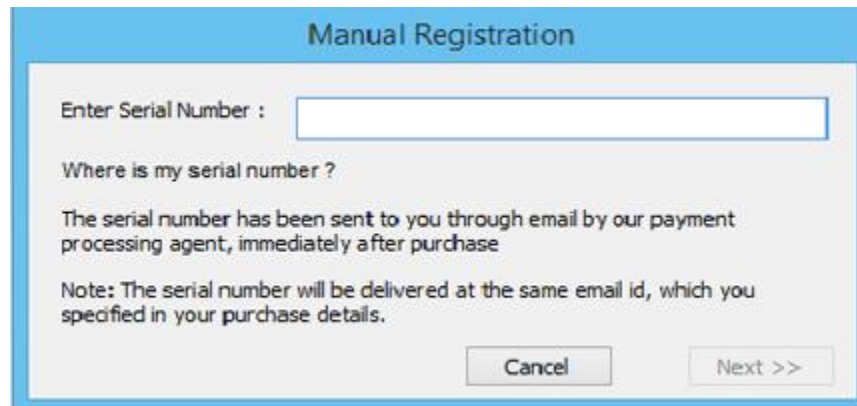 Manual Registration
Enter Serial Number :
Where is my serial number ?
The serial number has been sent to you through email by our payment
processing agent, immediately after purchase
Note: The serial number will be delivered at the same email id, which you
specified in your purchase details.
Cancel
Next >>